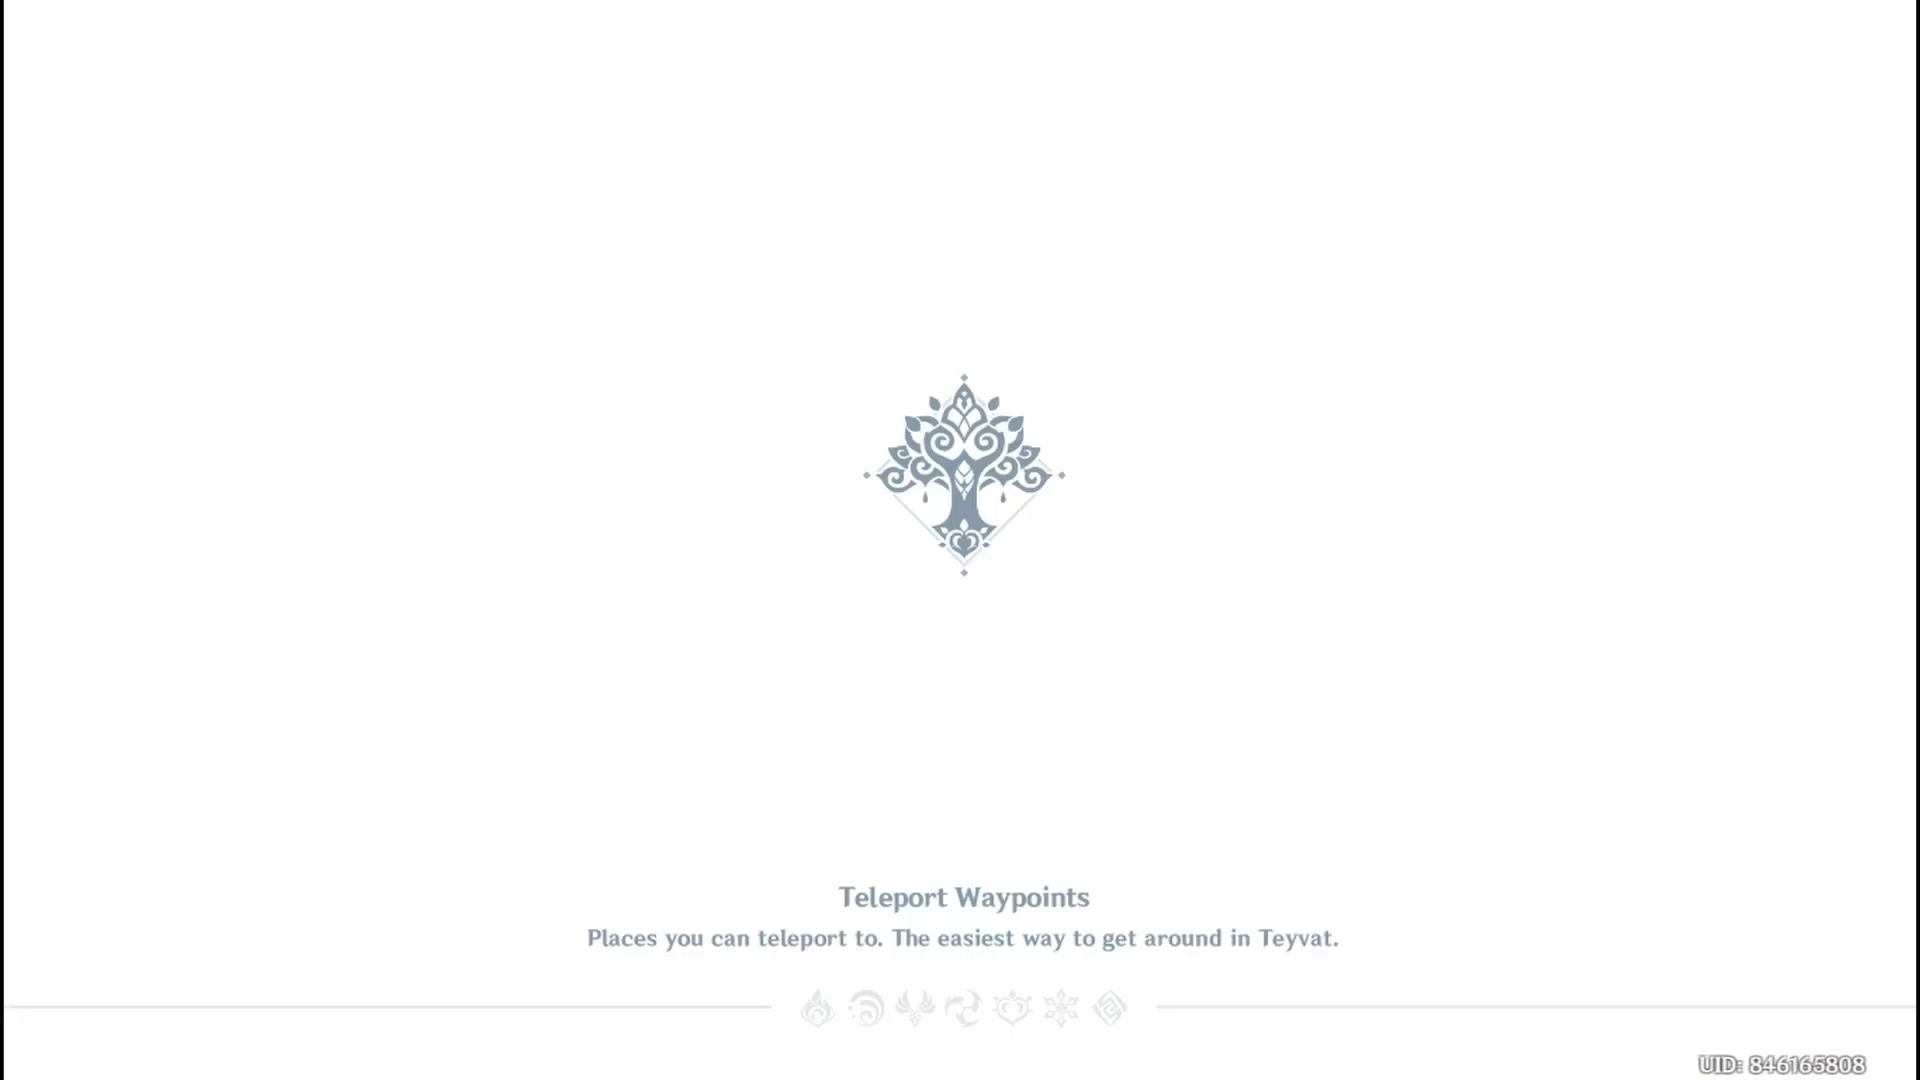 Teleport Waypoints
Places you can teleport to. The easiest way to get around in Teyvat.
UID: 846165808